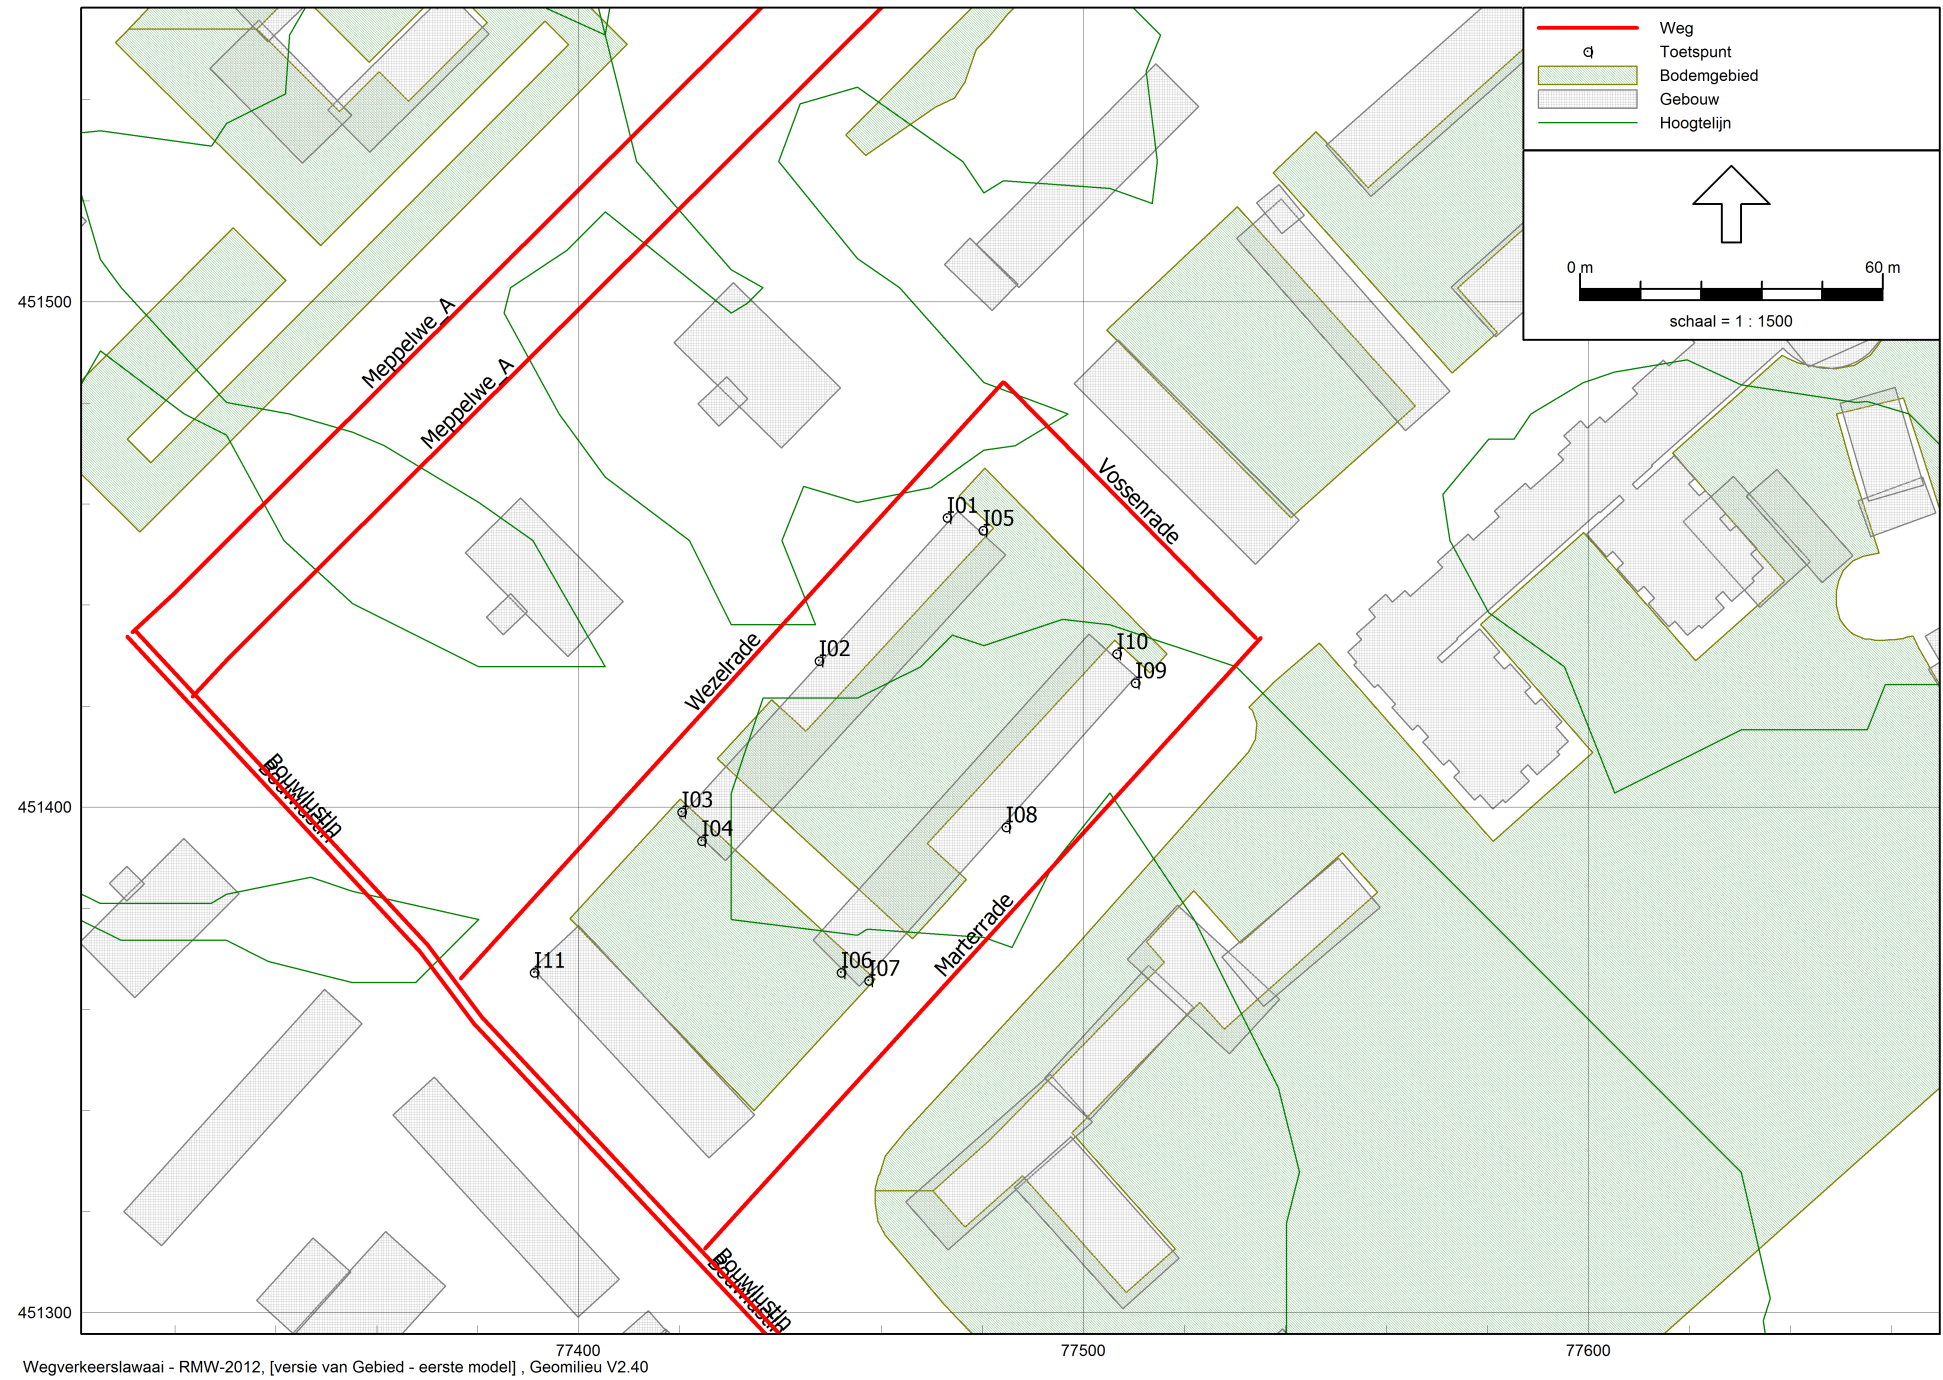 Weg
Toetspunt
Bodemgebied
Gebouw
Hoogtelijn
0 m
60 m
schaal = 1 : 1500
451500
451400
451300
77400
77500
77600
Meppelwe_A
Meppelwe_A
Vossenrade
Wezelrade
Marterrade
Bouwlustln
Bouwlustln
Bouwlustln
Bouwlustln
I01
I05
I02
I10
I09
I03
I04
I08
I11
I06
I07
Wegverkeerslawaai - RMW-2012, [versie van Gebied - eerste model] , Geomilieu V2.40